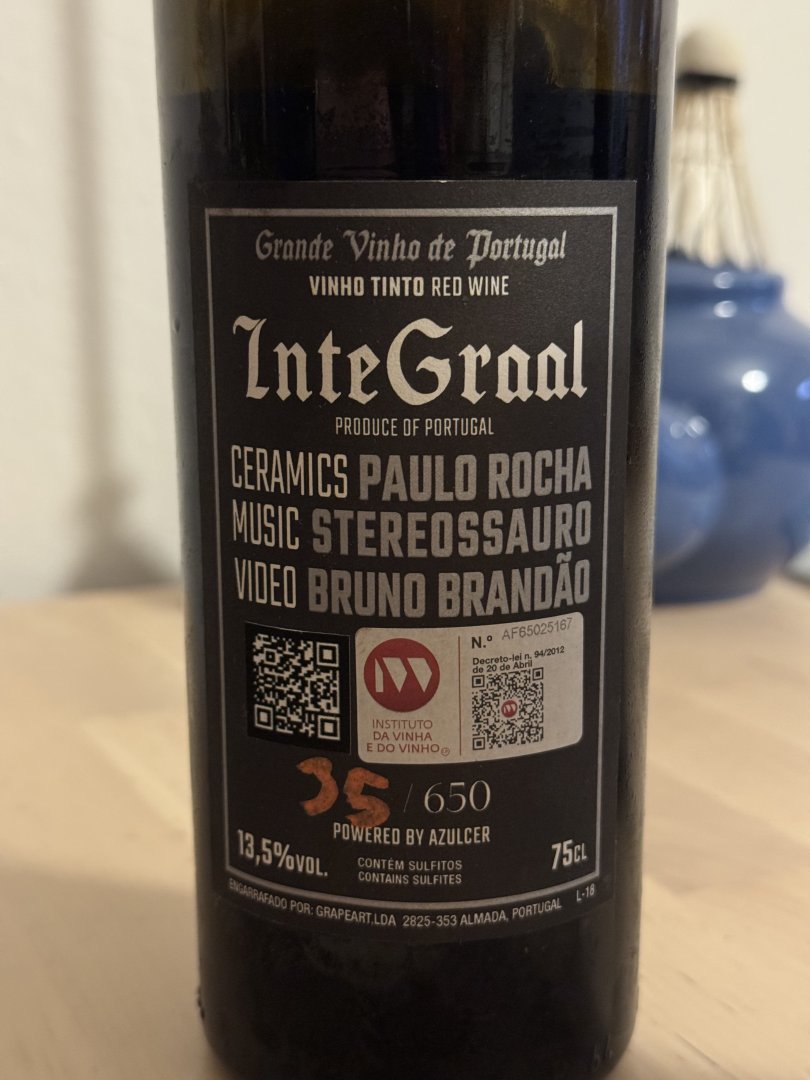 Grande Vinho de Portugal
VINHO TINTO RED WINE
InteGraal
PRODUCE OF PORTUGAL
CERAMICS PAULO ROCHA
MUSIC STEREOSSAURO
VIDEO BRUNO BRANDÃO
N.º AF65025167
Decreto-lei n. 94/2012
de 20 de Abril
INSTITUTO
DA VINHA
E DO VINHO
35 / 650
POWERED BY AZULCER
13,5%VOL.
CONTÉM SULFITOS
CONTAINS SULFITES
75CL
ENGARRAFADO POR: GRAPEART,LDA 2825-353 ALMADA, PORTUGAL L-18